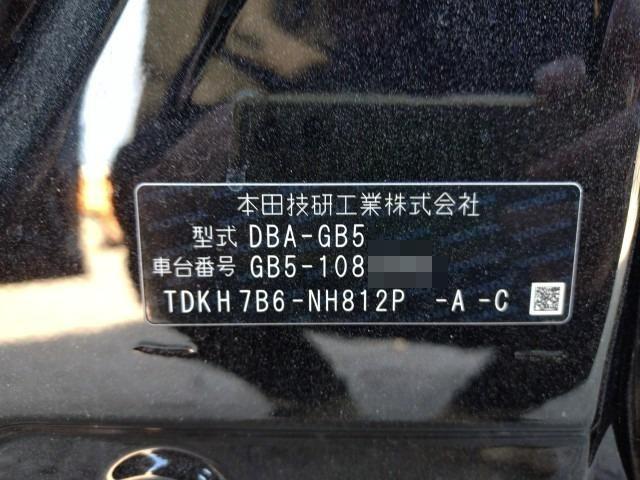 本田技研工業株式会社
型式 DBA-GB5
車台番号 GB5-108
TDKH7B6-NH812P -A-C